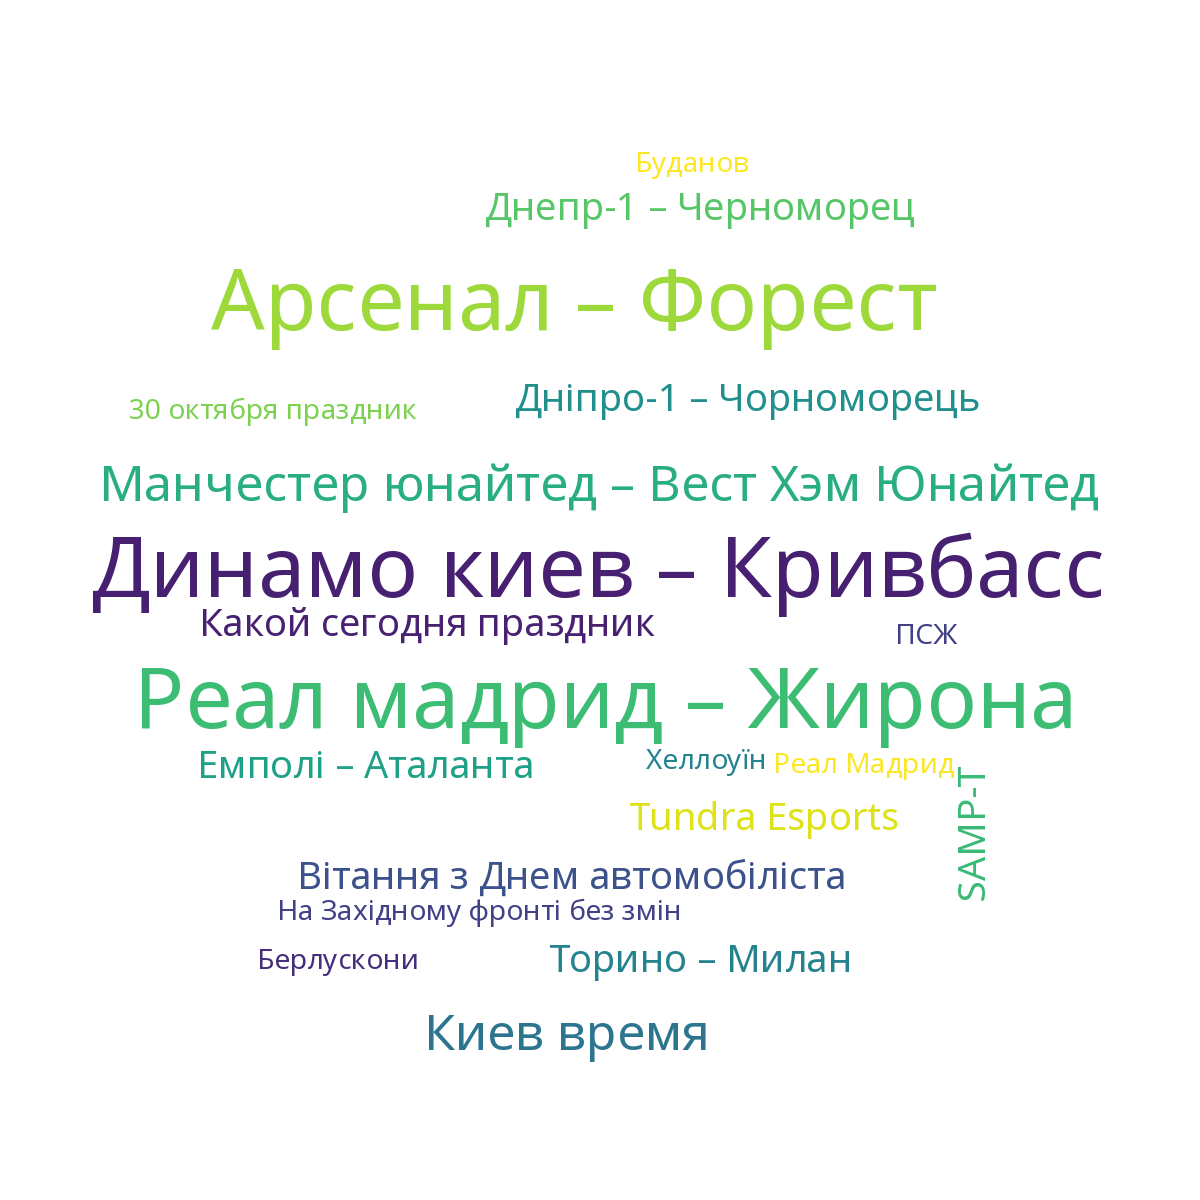 Буданов
Днепр-1 – Черноморец
Арсенал – Форест
30 октября праздник
Дніпро-1 – Чорноморець
Манчестер юнайтед – Вест Хэм Юнайтед
Динамо киев – Кривбасс
Какой сегодня праздник
ПСЖ
Реал мадрид – Жирона
Емполі – Аталанта
Хеллоуїн
Реал Мадрид
Tundra Esports
SAMP-T
Вітання з Днем автомобіліста
На Західному фронті без змін
Берлускони
Торино – Милан
Киев время